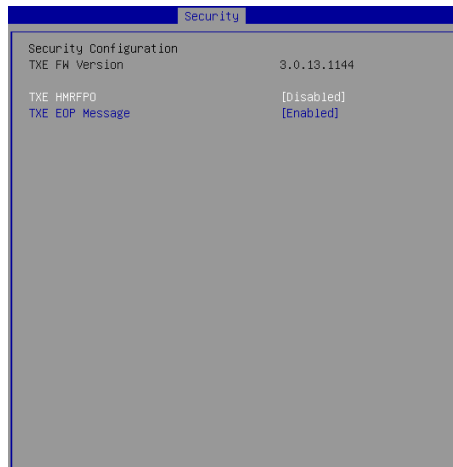 Security
Security Configuration
TXE FW Version 3.0.13.1144
TXE HMRFPO [Disabled]
TXE EOP Message [Enabled]